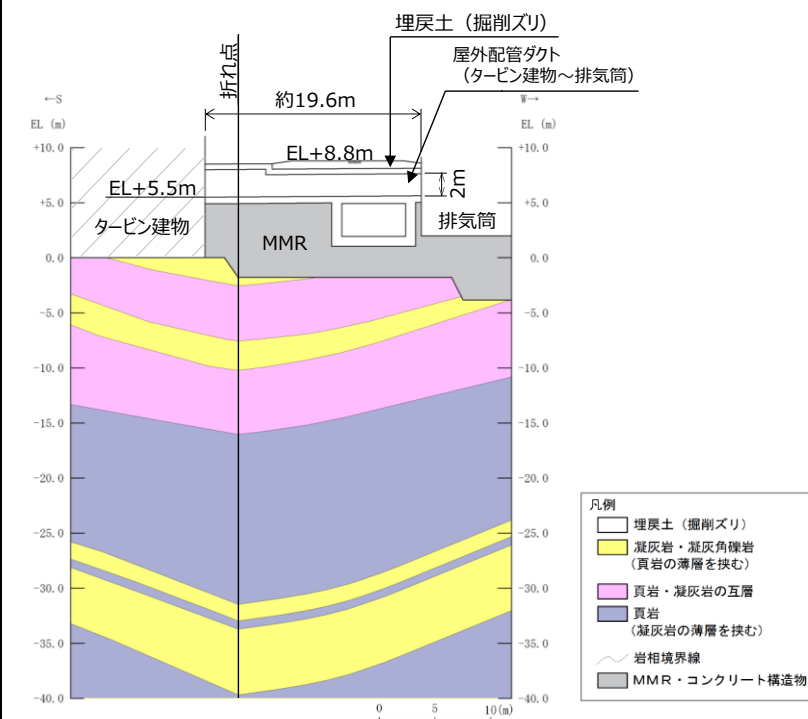 埋戻土（掘削ズリ）
屋外配管ダクト
（タービン建物～排気筒）
折れ点
←S
W→
約19.6m
EL (m)
EL (m)
+10.0
+10.0
EL+8.8m
EL+5.5m
2m
+5.0
+5.0
タービン建物
排気筒
MMR
0.0
0.0
-5.0
-5.0
-10.0
-10.0
-15.0
-15.0
-20.0
-20.0
-25.0
-25.0
-30.0
-30.0
-35.0
-35.0
-40.0
-40.0
0 5 10(m)
凡例
埋戻土（掘削ズリ）
凝灰岩・凝灰角礫岩
(頁岩の薄層を挟む)
頁岩・凝灰岩の互層
頁岩
(凝灰岩の薄層を挟む)
岩相境界線
MMR・コンクリート構造物